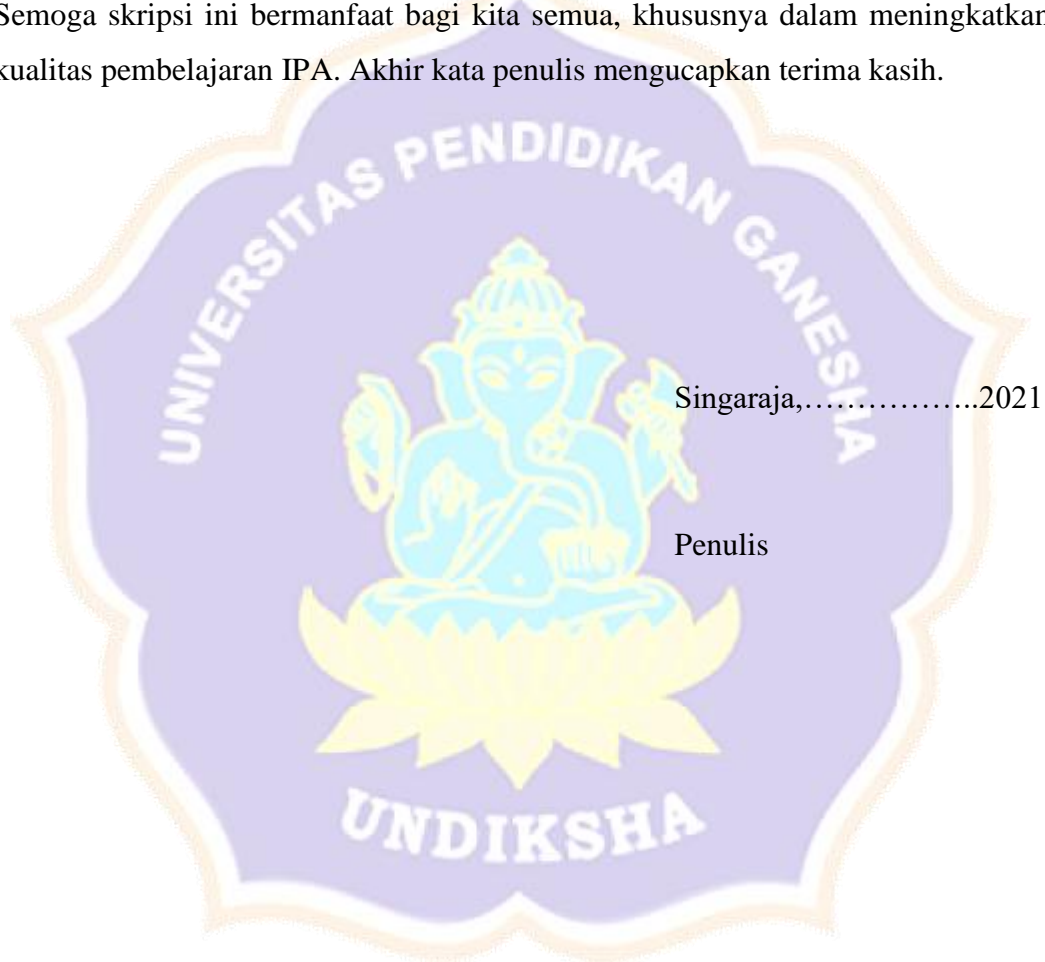 Semoga skripsi ini bermanfaat bagi kita semua, khususnya dalam meningkatkan
kualitas pembelajaran IPA. Akhir kata penulis mengucapkan terima kasih.
UNIVERSITAS PENDIDIKAN GANESHA
Singaraja,……………..2021
Penulis
UNDIKSHA